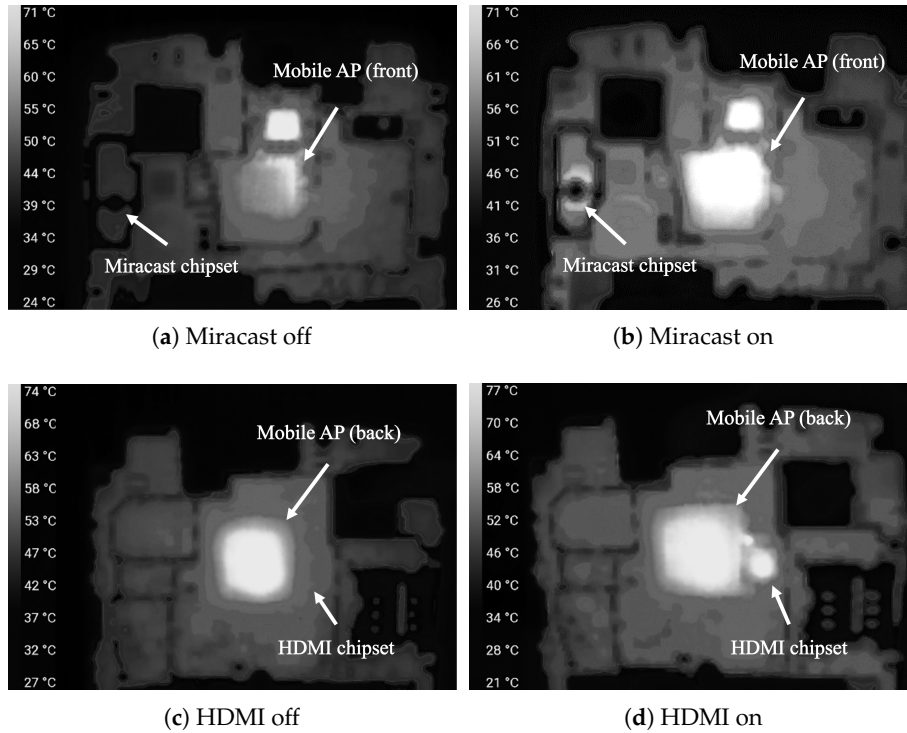 71 °C
65 °C
60 °C
55 °C
50 °C
44 °C
39 °C
34 °C
29 °C
24 °C
Mobile AP (front)
Miracast chipset
(a) Miracast off
71 °C
66 °C
61 °C
56 °C
51 °C
46 °C
41 °C
36 °C
31 °C
26 °C
Mobile AP (front)
Miracast chipset
(b) Miracast on
74 °C
68 °C
63 °C
58 °C
53 °C
47 °C
42 °C
37 °C
32 °C
27 °C
Mobile AP (back)
HDMI chipset
(c) HDMI off
77 °C
70 °C
64 °C
58 °C
52 °C
46 °C
40 °C
34 °C
28 °C
21 °C
Mobile AP (back)
HDMI chipset
(d) HDMI on